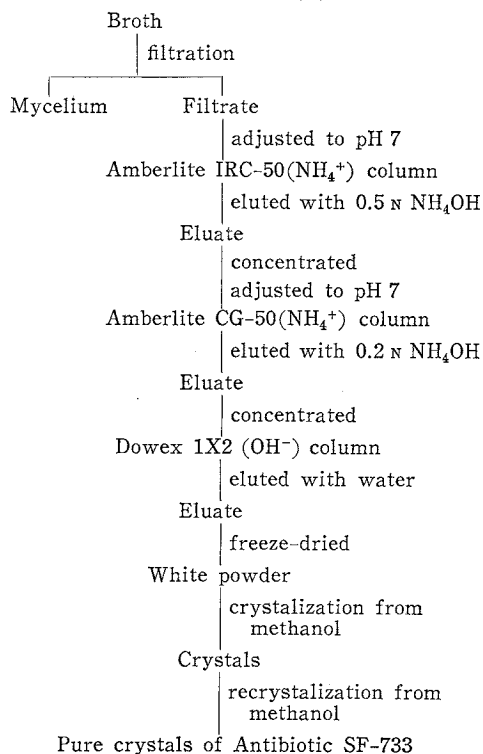 Broth
filtration
Mycelium Filtrate
adjusted to pH 7
Amberlite IRC-50(NH₄⁺) column
eluted with 0.5 N NH₄OH
Eluate
concentrated
adjusted to pH 7
Amberlite CG-50(NH₄⁺) column
eluted with 0.2 N NH₄OH
Eluate
concentrated
Dowex 1X2 (OH⁻) column
eluted with water
Eluate
freeze-dried
White powder
crystalization from
methanol
Crystals
recrystalization from
methanol
Pure crystals of Antibiotic SF-733